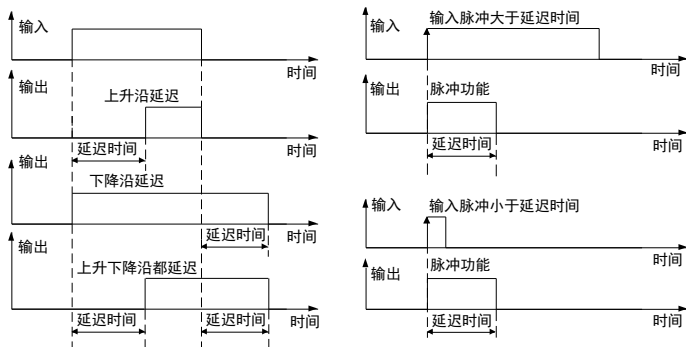 输入
时间
输出
上升沿延迟
延迟时间
时间
输出
下降沿延迟
延迟时间
时间
输出
上升下降沿都延迟
延迟时间
延迟时间
时间
输入
输入脉冲大于延迟时间
时间
输出
脉冲功能
延迟时间
时间
输入
输入脉冲小于延迟时间
时间
输出
脉冲功能
延迟时间
时间